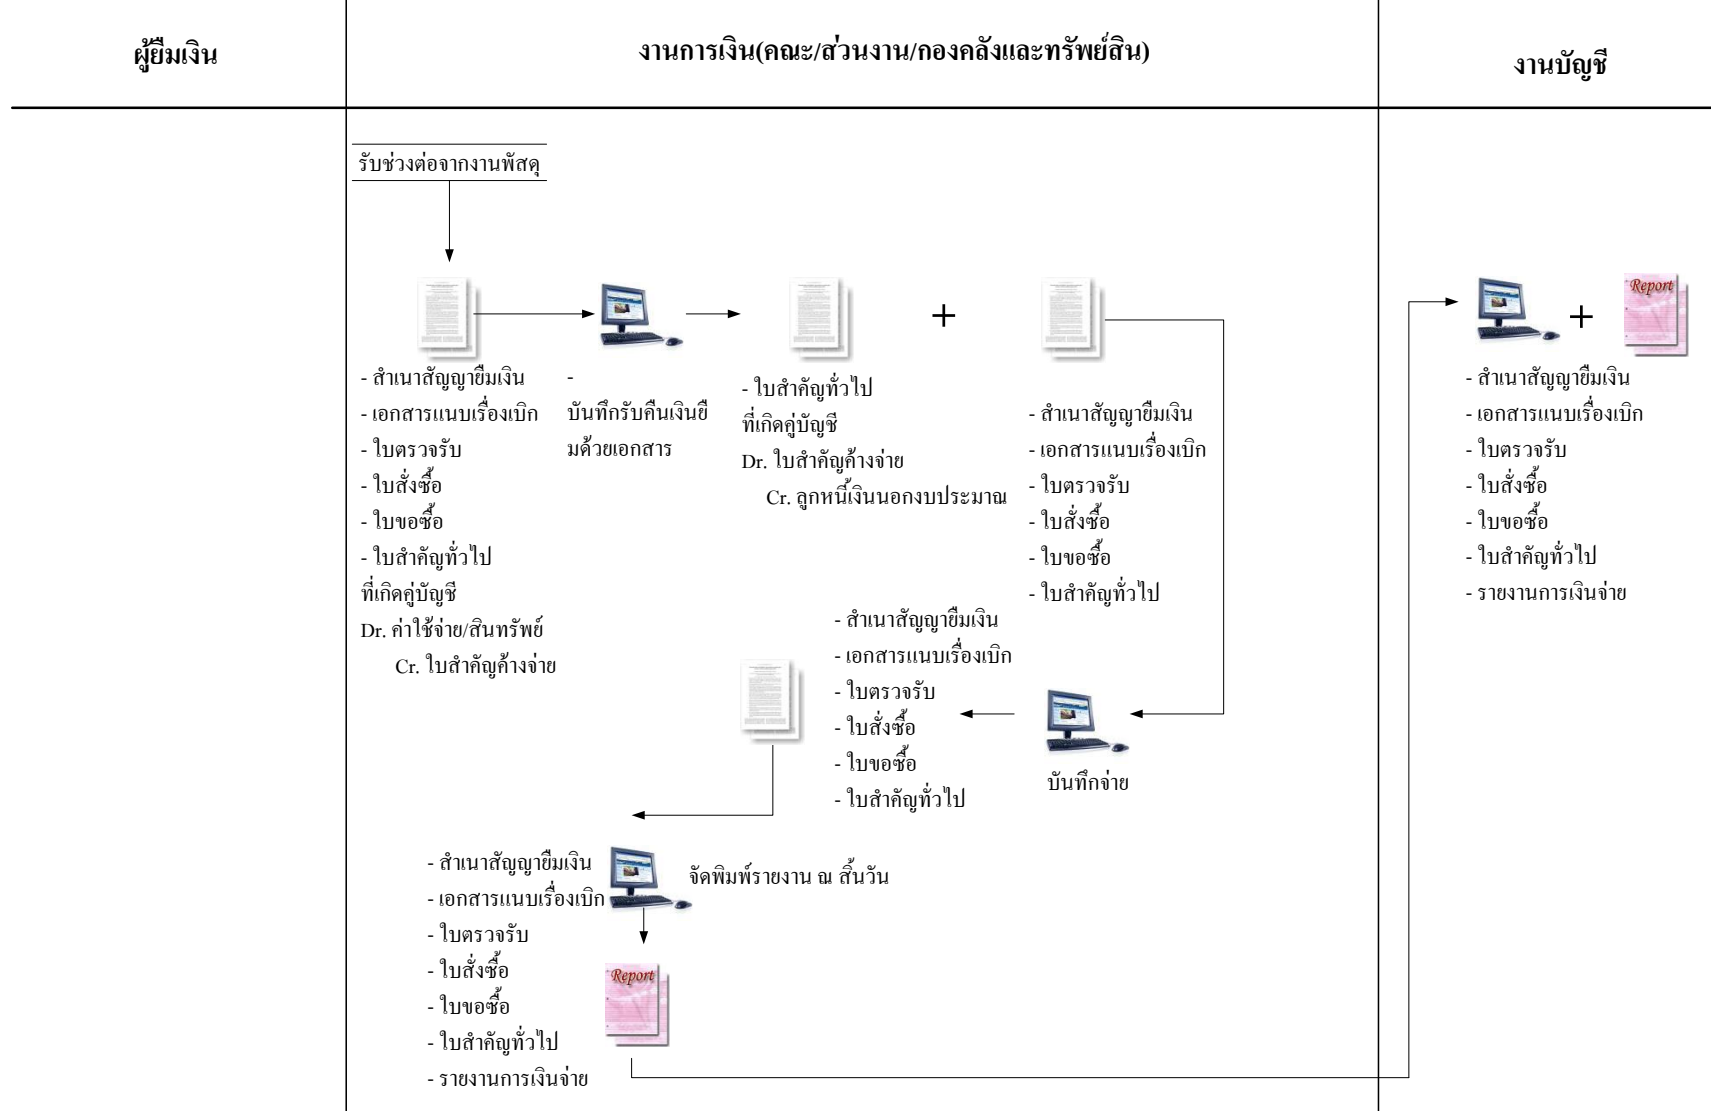 ผู้ยืมเงิน
งานการเงิน(คณะ/ส่วนงาน/กองคลังและทรัพย์สิน)
งานบัญชี
รับช่วงต่อจากงานพัสดุ
- สำเนาสัญญายืมเงิน
- เอกสารแนบเรื่องเบิก
- ใบตรวจรับ
- ใบสั่งซื้อ
- ใบขอซื้อ
- ใบสำคัญทั่วไป
ที่เกิดคู่บัญชี
Dr. ค่าใช้จ่าย/สินทรัพย์
Cr. ใบสำคัญค้างจ่าย
-
บันทึกรับคืนเงินยื
มด้วยเอกสาร
- ใบสำคัญทั่วไป
ที่เกิดคู่บัญชี
Dr. ใบสำคัญค้างจ่าย
Cr. ลูกหนี้เงินนอกงบประมาณ
+
- สำเนาสัญญายืมเงิน
- เอกสารแนบเรื่องเบิก
- ใบตรวจรับ
- ใบสั่งซื้อ
- ใบขอซื้อ
- ใบสำคัญทั่วไป
บันทึกจ่าย
- สำเนาสัญญายืมเงิน
- เอกสารแนบเรื่องเบิก
- ใบตรวจรับ
- ใบสั่งซื้อ
- ใบขอซื้อ
- ใบสำคัญทั่วไป
จัดพิมพ์รายงาน ณ สิ้นวัน
- สำเนาสัญญายืมเงิน
- เอกสารแนบเรื่องเบิก
- ใบตรวจรับ
- ใบสั่งซื้อ
- ใบขอซื้อ
- ใบสำคัญทั่วไป
- รายงานการเงินจ่าย
Report
+
Report
- สำเนาสัญญายืมเงิน
- เอกสารแนบเรื่องเบิก
- ใบตรวจรับ
- ใบสั่งซื้อ
- ใบขอซื้อ
- ใบสำคัญทั่วไป
- รายงานการเงินจ่าย